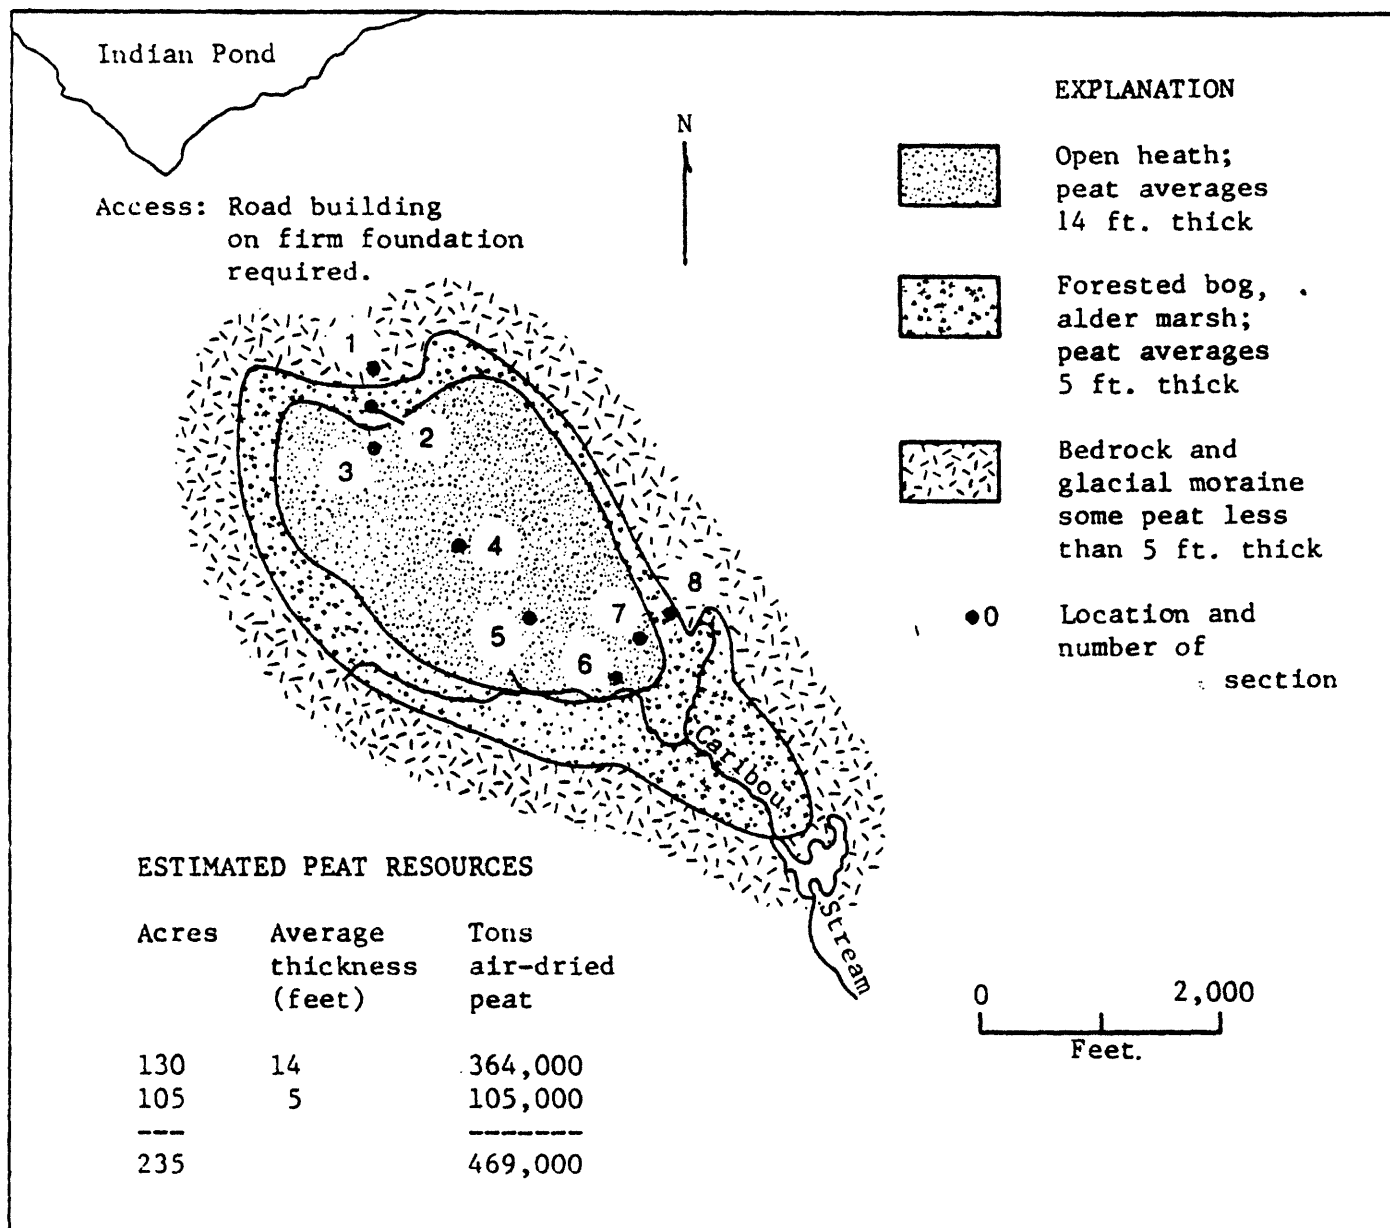 Indian Pond
Access: Road building
on firm foundation
required.
N
EXPLANATION
Open heath;
peat averages
14 ft. thick
Forested bog,
alder marsh;
peat averages
5 ft. thick
Bedrock and
glacial moraine
some peat less
than 5 ft. thick
0
Location and
number of
section
1
2
3
4
5
6
7
8
Caribou
Stream
ESTIMATED PEAT RESOURCES
Acres Average Tons
thickness air-dried
(feet) peat
130 14 364,000
105 5 105,000
--- -------
235 469,000
0 2,000
Feet.